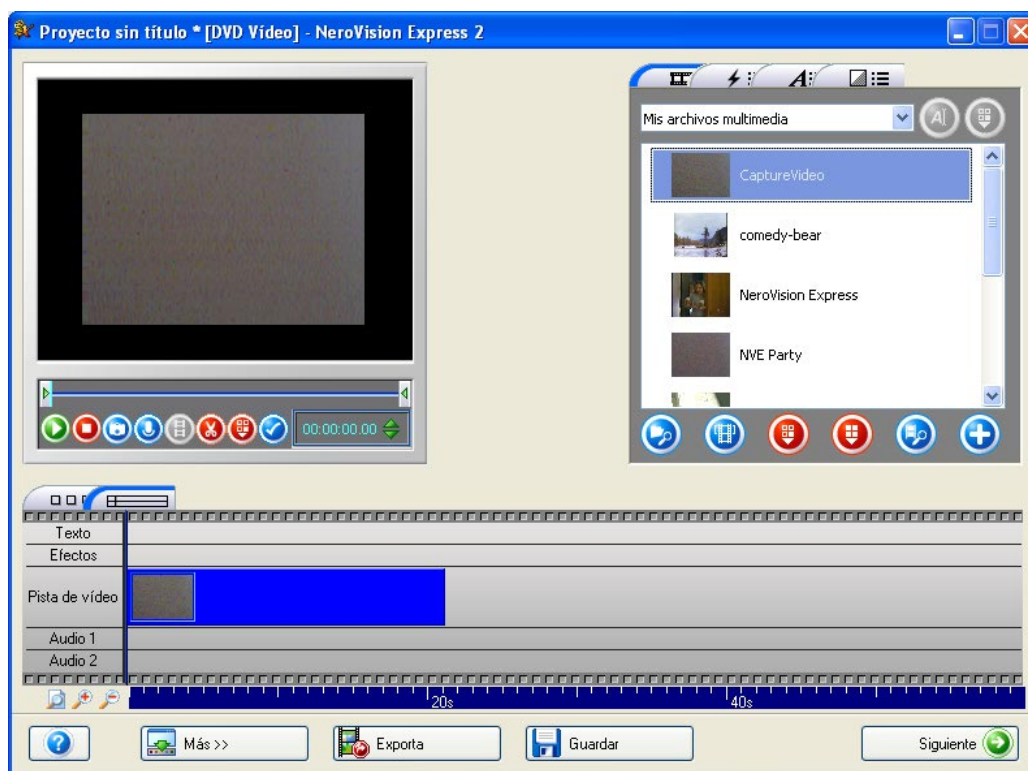 Proyecto sin título * [DVD Vídeo] - NeroVision Express 2
Mis archivos multimedia
CaptureVideo
comedy-bear
NeroVision Express
NVE Party
00:00:00.00
Texto
Efectos
Pista de vídeo
Audio 1
Audio 2
20s
40s
Más >>
Exporta
Guardar
Siguiente